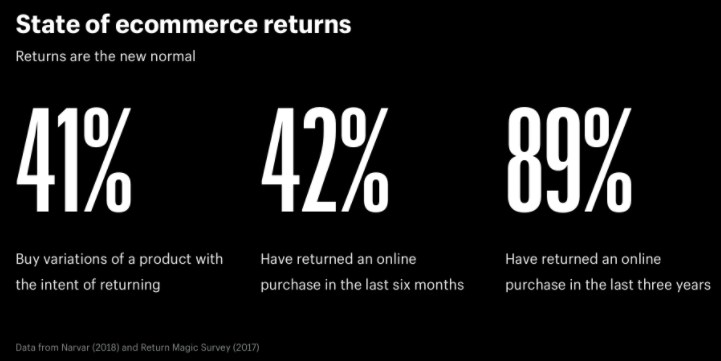 State of ecommerce returns
Returns are the new normal
41%
Buy variations of a product with
the intent of returning
42%
Have returned an online
purchase in the last six months
89%
Have returned an online
purchase in the last three years
Data from Narvar (2018) and Return Magic Survey (2017)